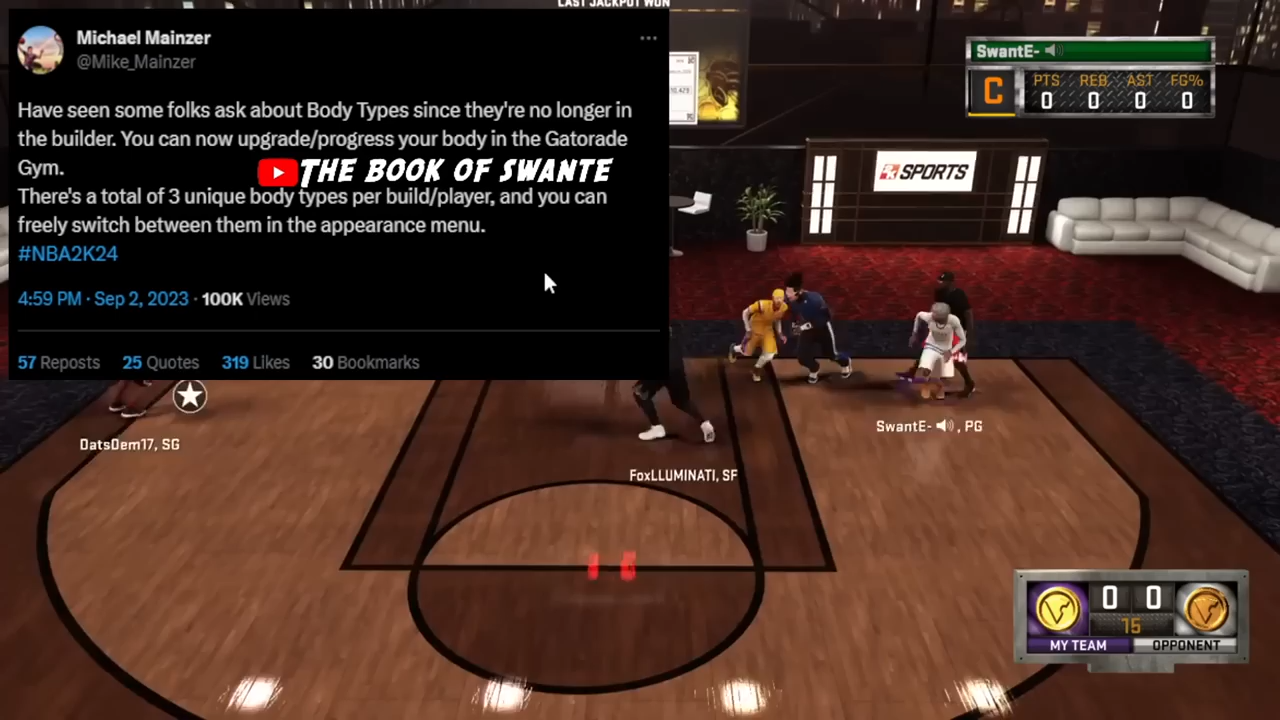 LAST JACKPOT WON
Michael Mainzer
@Mike_Mainzer
Have seen some folks ask about Body Types since they're no longer in
the builder. You can now upgrade/progress your body in the Gatorade
Gym.
THE BOOK OF SWANTE
There's a total of 3 unique body types per build/player, and you can
freely switch between them in the appearance menu.
#NBA2K24
4:59 PM · Sep 2, 2023 · 100K Views
57 Reposts 25 Quotes 319 Likes 30 Bookmarks
SwantE-
C PTS REB AST FG%
0 0 0 0
2K SPORTS
DatsDem17, SG
SwantE- , PG
FoxLLUMINATI, SF
0 0
15
MY TEAM OPPONENT